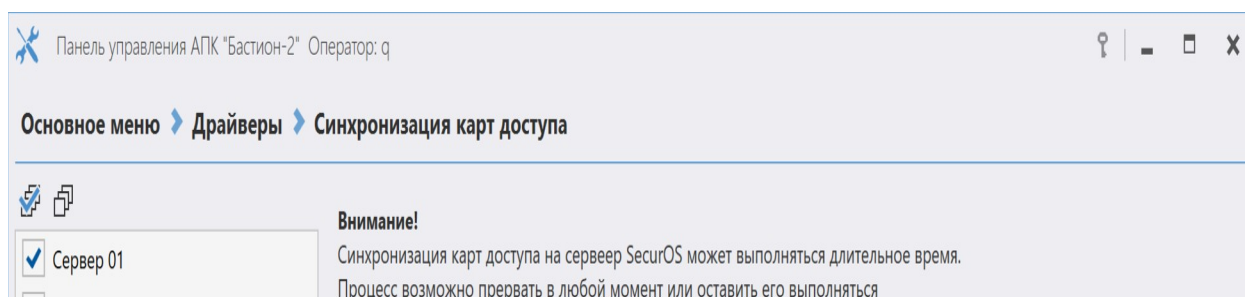 Панель управления АПК "Бастион-2" Оператор: q
Основное меню Драйверы Синхронизация карт доступа
Внимание!
Сервер 01
Синхронизация карт доступа на сервеер SecurOS может выполняться длительное время.
Процесс возможно прервать в любой момент или оставить его выполняться